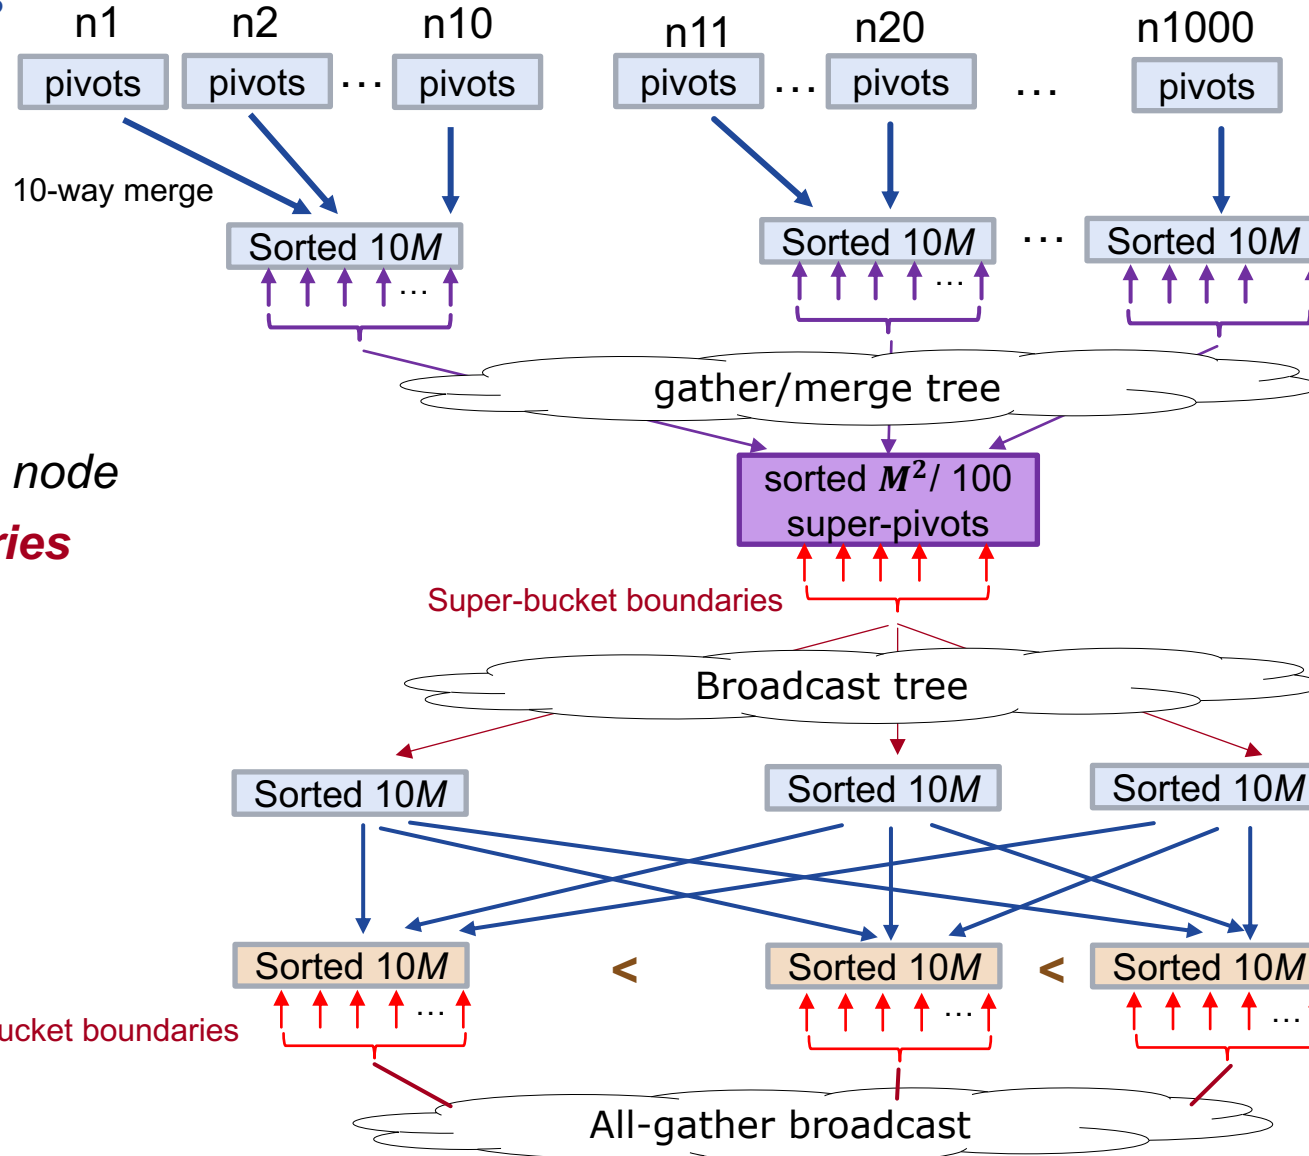 n1 n2 n10 n11 n20 n1000
pivots pivots ... pivots pivots ... pivots ... pivots
10-way merge
Sorted 10M Sorted 10M ... Sorted 10M
... ...
gather/merge tree
node
sorted M²/ 100
super-pivots
ries
Super-bucket boundaries
Broadcast tree
Sorted 10M Sorted 10M Sorted 10M
Sorted 10M < Sorted 10M < Sorted 10M
... ... ...
ucket boundaries
All-gather broadcast